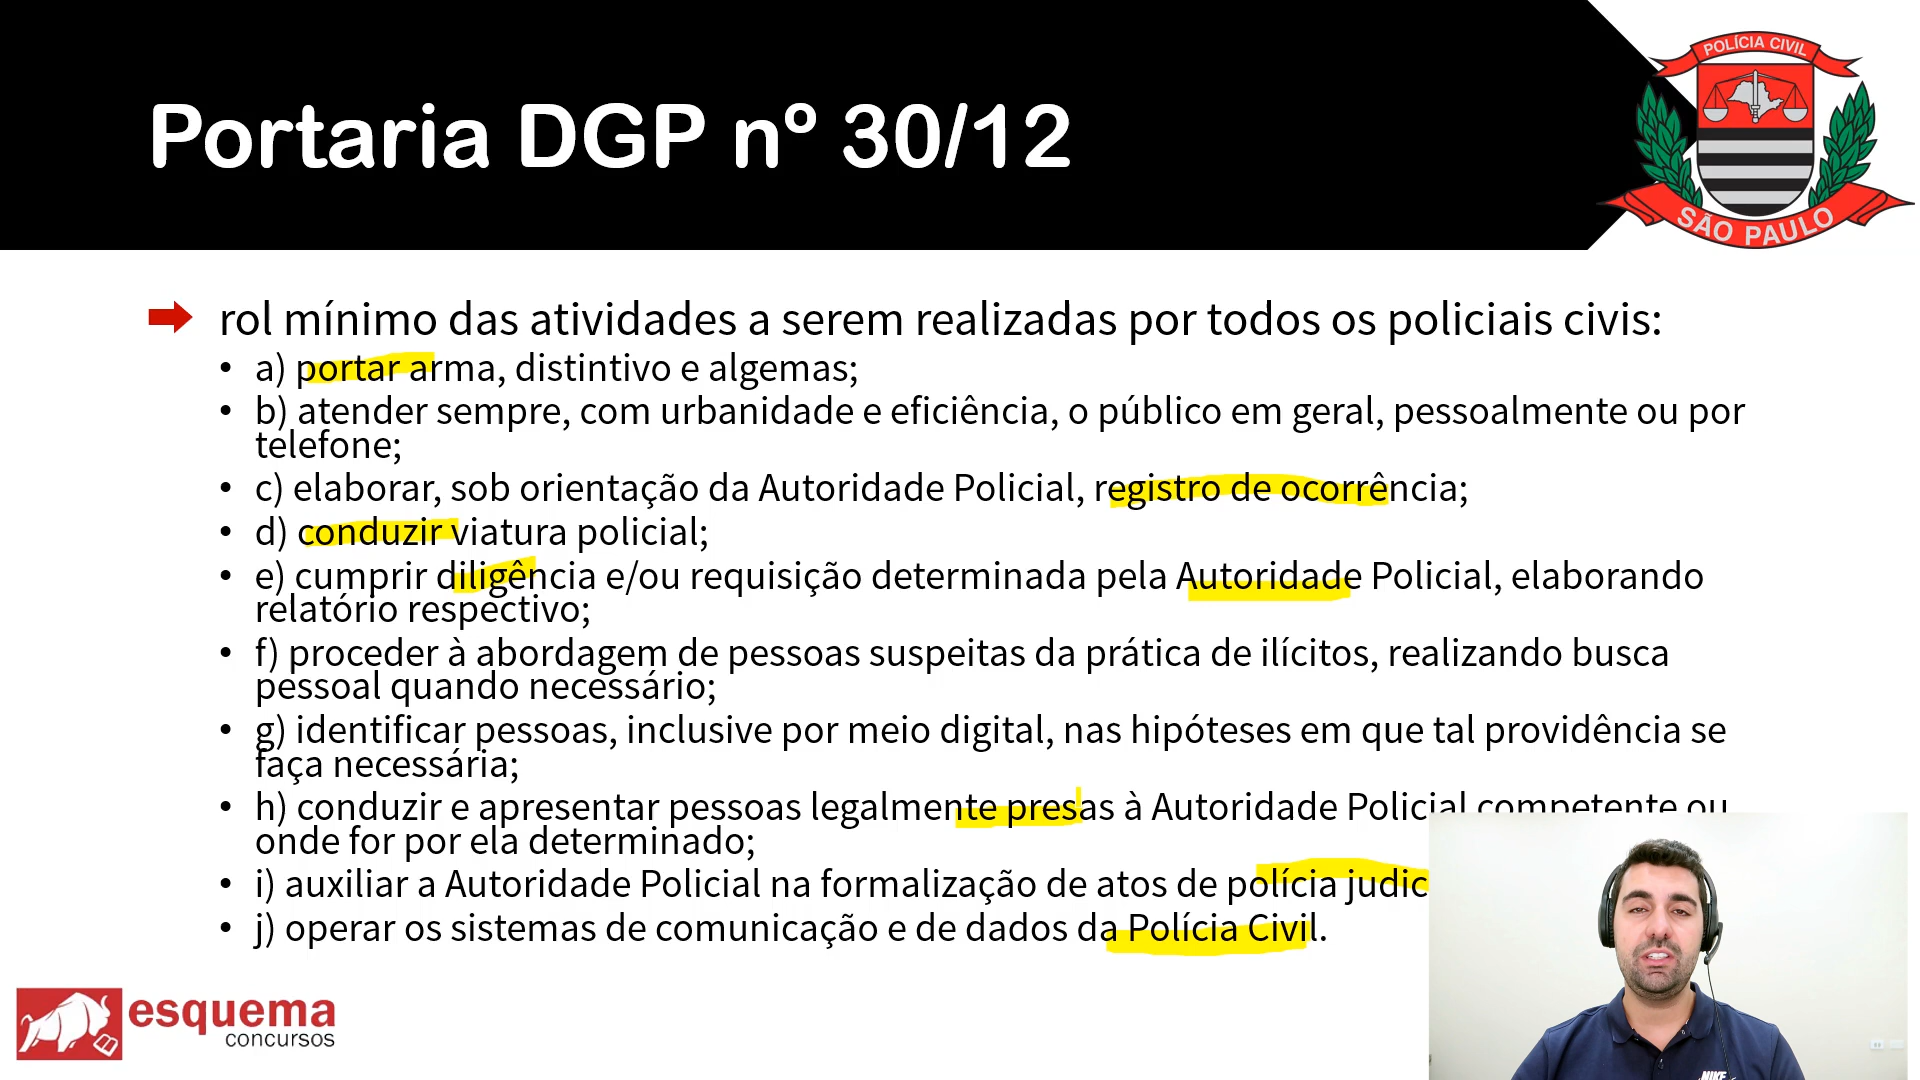 POLÍCIA CIVIL
SÃO PAULO
Portaria DGP nº 30/12
rol mínimo das atividades a serem realizadas por todos os policiais civis:
• a) portar arma, distintivo e algemas;
• b) atender sempre, com urbanidade e eficiência, o público em geral, pessoalmente ou por
telefone;
• c) elaborar, sob orientação da Autoridade Policial, registro de ocorrência;
• d) conduzir viatura policial;
• e) cumprir diligência e/ou requisição determinada pela Autoridade Policial, elaborando
relatório respectivo;
• f) proceder à abordagem de pessoas suspeitas da prática de ilícitos, realizando busca
pessoal quando necessário;
• g) identificar pessoas, inclusive por meio digital, nas hipóteses em que tal providência se
faça necessária;
• h) conduzir e apresentar pessoas legalmente presas à Autoridade Policial competente ou
onde for por ela determinado;
• i) auxiliar a Autoridade Policial na formalização de atos de polícia judic
• j) operar os sistemas de comunicação e de dados da Polícia Civil.
esquema
concursos
NIKE